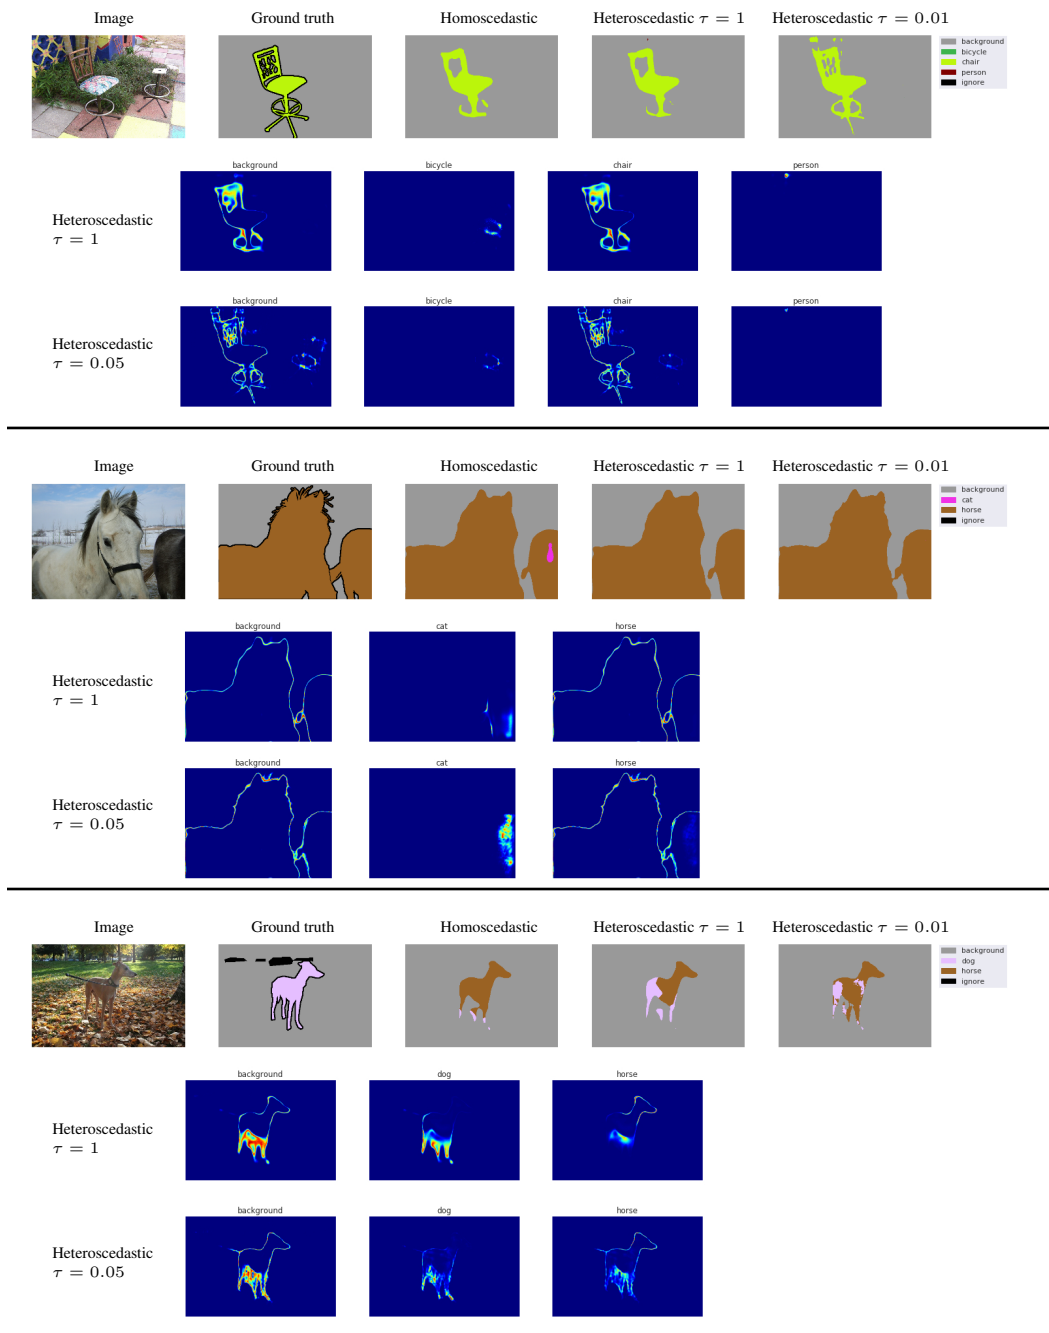 Image Ground truth Homoscedastic Heteroscedastic τ = 1 Heteroscedastic τ = 0.01
background
bicycle
chair
person
ignore
background bicycle chair person
Heteroscedastic
τ = 1
background bicycle chair person
Heteroscedastic
τ = 0.05
Image Ground truth Homoscedastic Heteroscedastic τ = 1 Heteroscedastic τ = 0.01
background
cat
horse
ignore
background cat horse
Heteroscedastic
τ = 1
background cat horse
Heteroscedastic
τ = 0.05
Image Ground truth Homoscedastic Heteroscedastic τ = 1 Heteroscedastic τ = 0.01
background
dog
horse
ignore
background dog horse
Heteroscedastic
τ = 1
background dog horse
Heteroscedastic
τ = 0.05